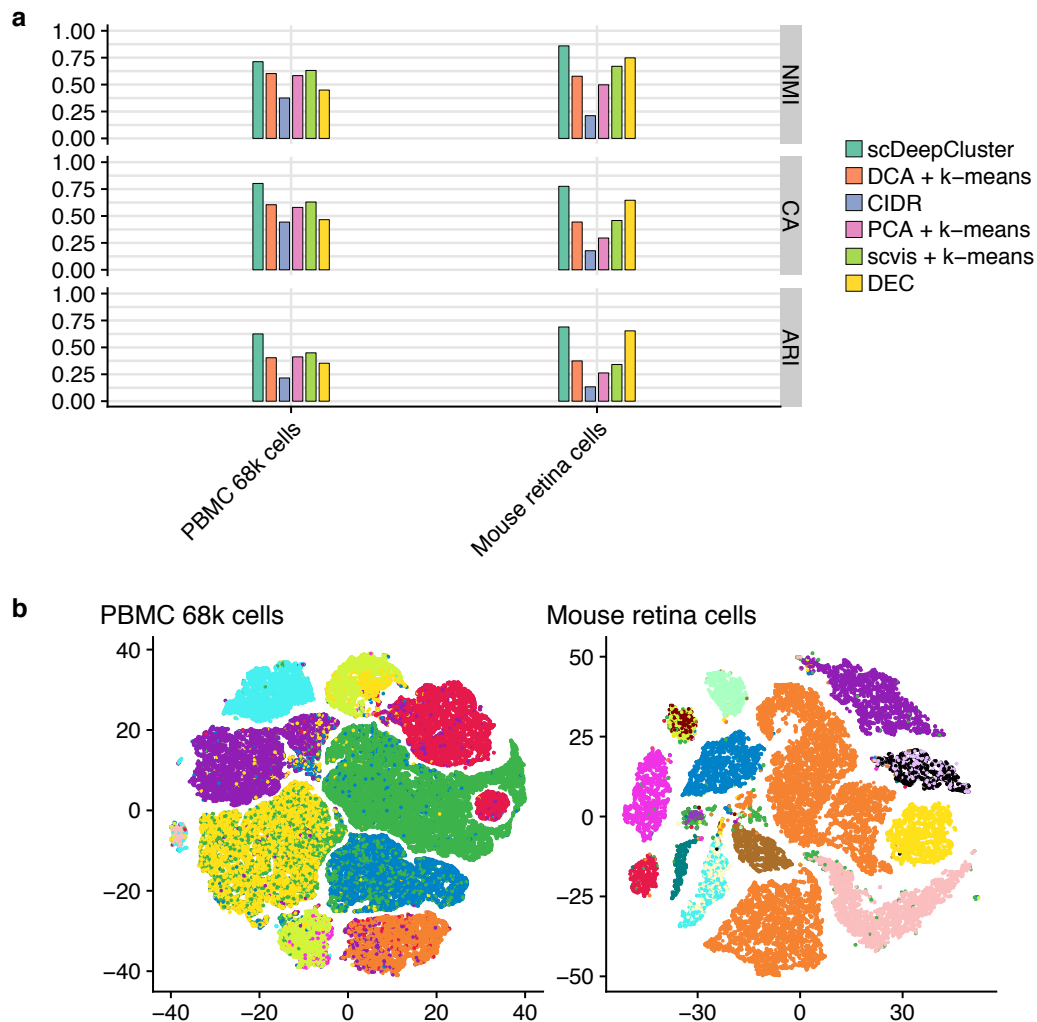 a
1.00
0.75
0.50
0.25
0.00
NMI
1.00
0.75
0.50
0.25
0.00
CA
1.00
0.75
0.50
0.25
0.00
ARI
PBMC 68k cells
Mouse retina cells
scDeepCluster
DCA + k−means
CIDR
PCA + k−means
scvis + k−means
DEC
b
PBMC 68k cells
40
20
0
−20
−40
−40
−20
0
20
40
Mouse retina cells
50
25
0
−25
−50
−30
0
30